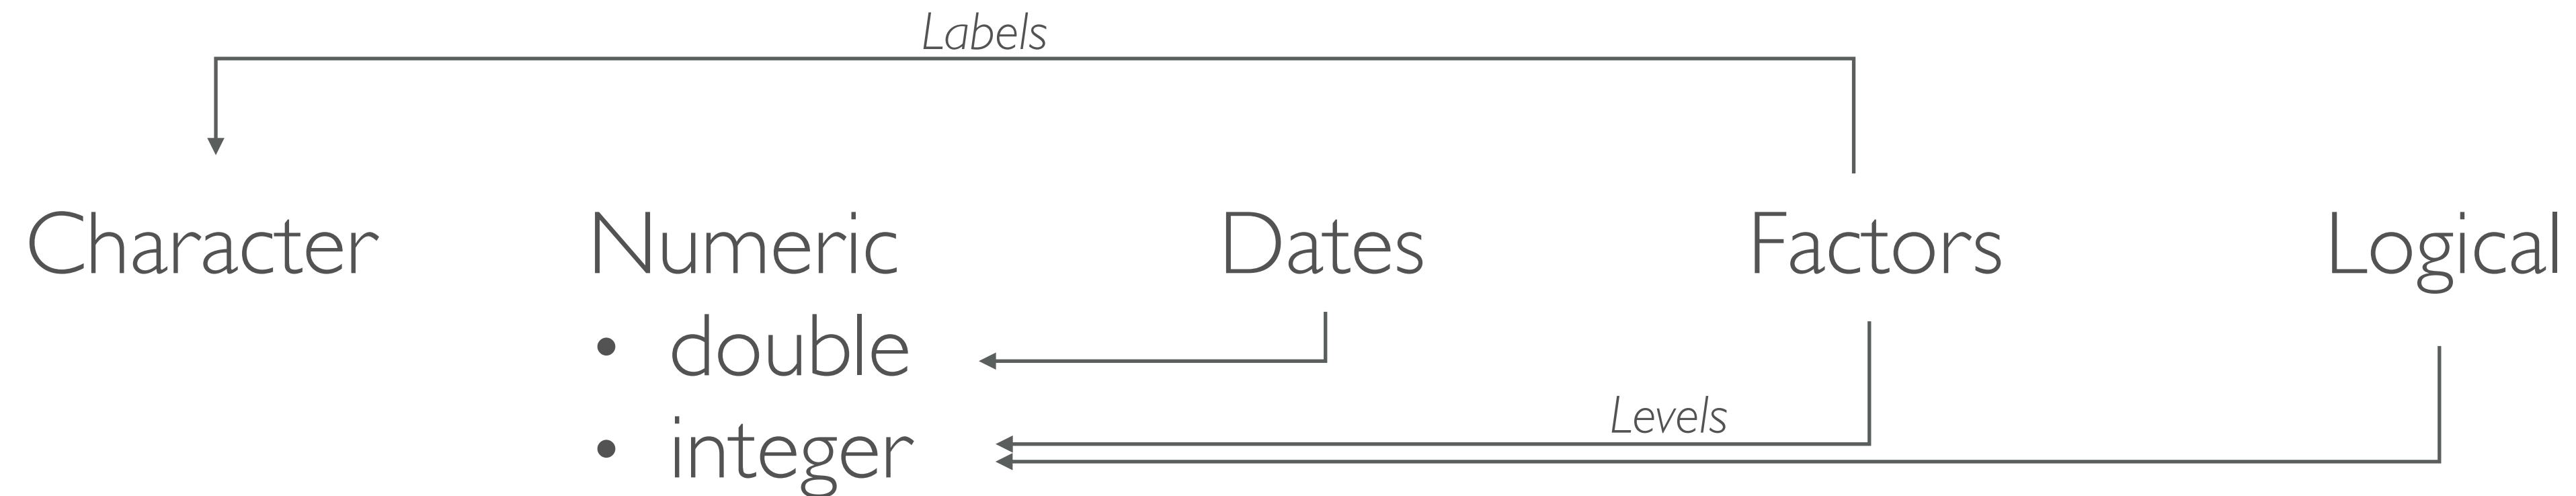 Labels
Character Numeric Dates Factors Logical
• double
Levels
• integer